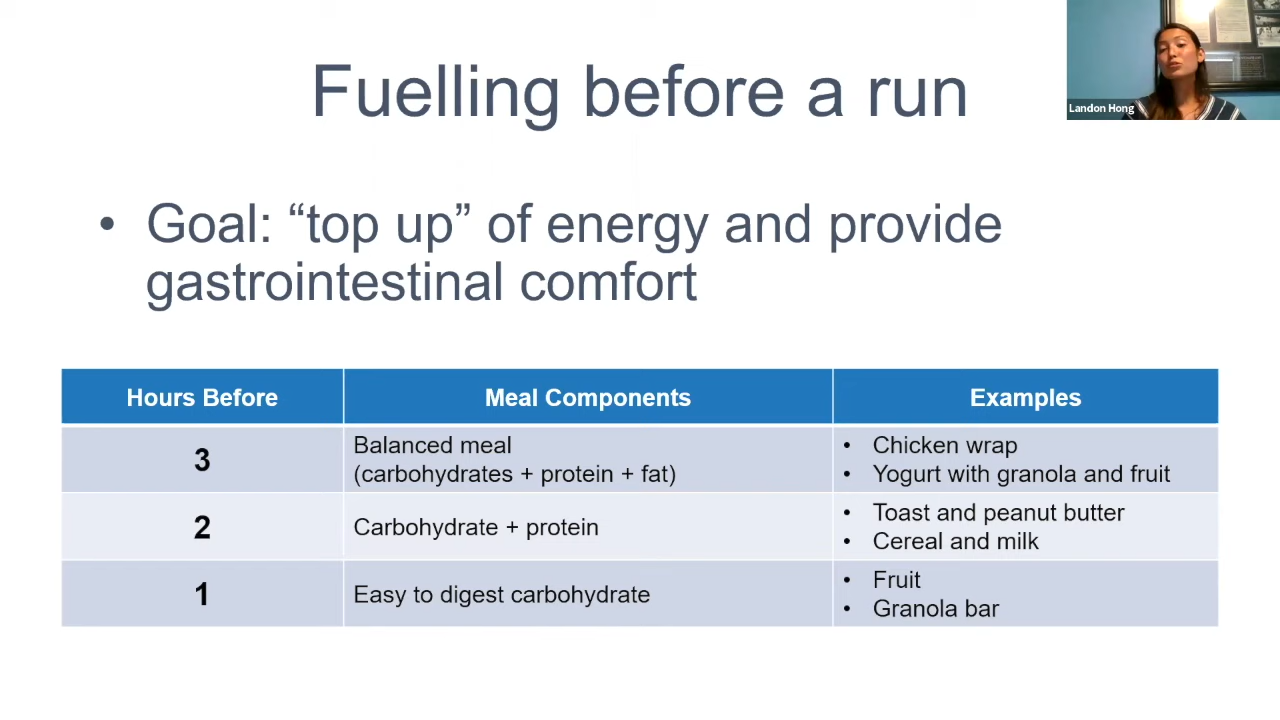 Fuelling before a run
Landon Hong
• Goal: “top up” of energy and provide
gastrointestinal comfort
Hours Before
Meal Components
Examples
3
Balanced meal
(carbohydrates + protein + fat)
• Chicken wrap
• Yogurt with granola and fruit
2
Carbohydrate + protein
• Toast and peanut butter
• Cereal and milk
1
Easy to digest carbohydrate
• Fruit
• Granola bar